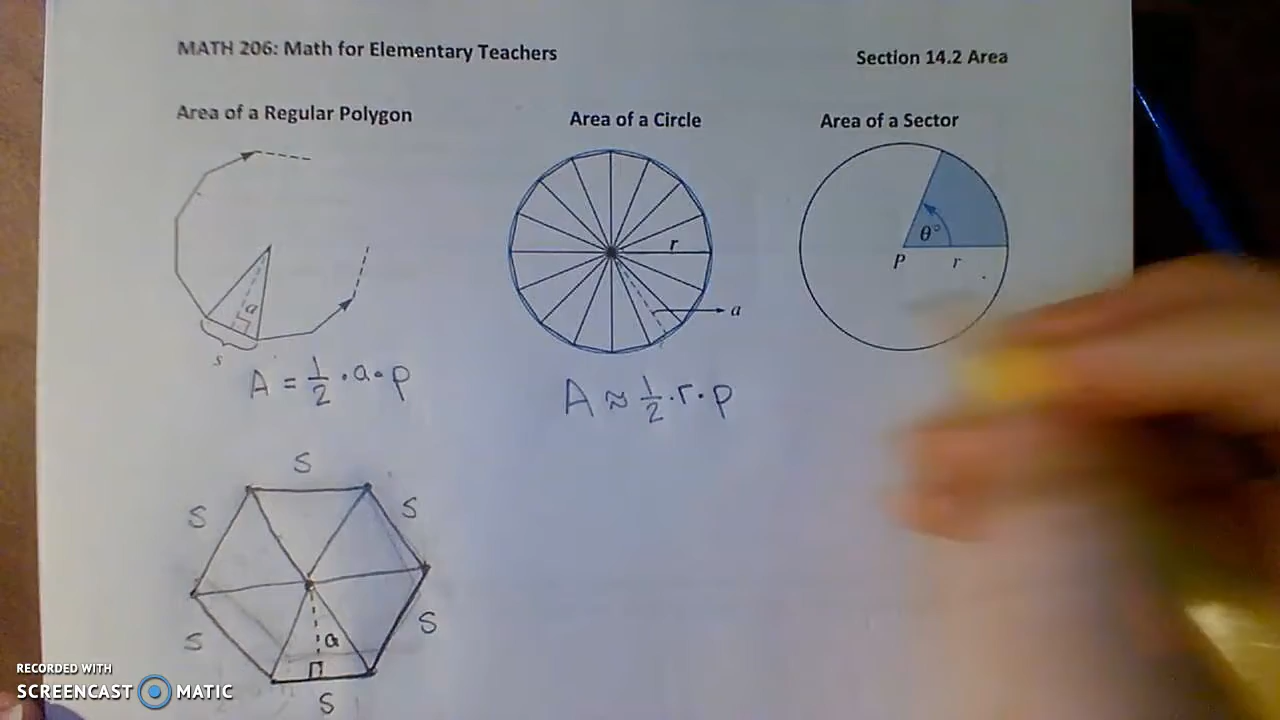 MATH 206: Math for Elementary Teachers
Section 14.2 Area
Area of a Regular Polygon
Area of a Circle
Area of a Sector
a
s
A = 1/2 · a · p
r
a
A ≈ 1/2 · r · p
θ°
P
r
s
s
s
s
s
a
s
RECORDED WITH
SCREENCAST MATIC